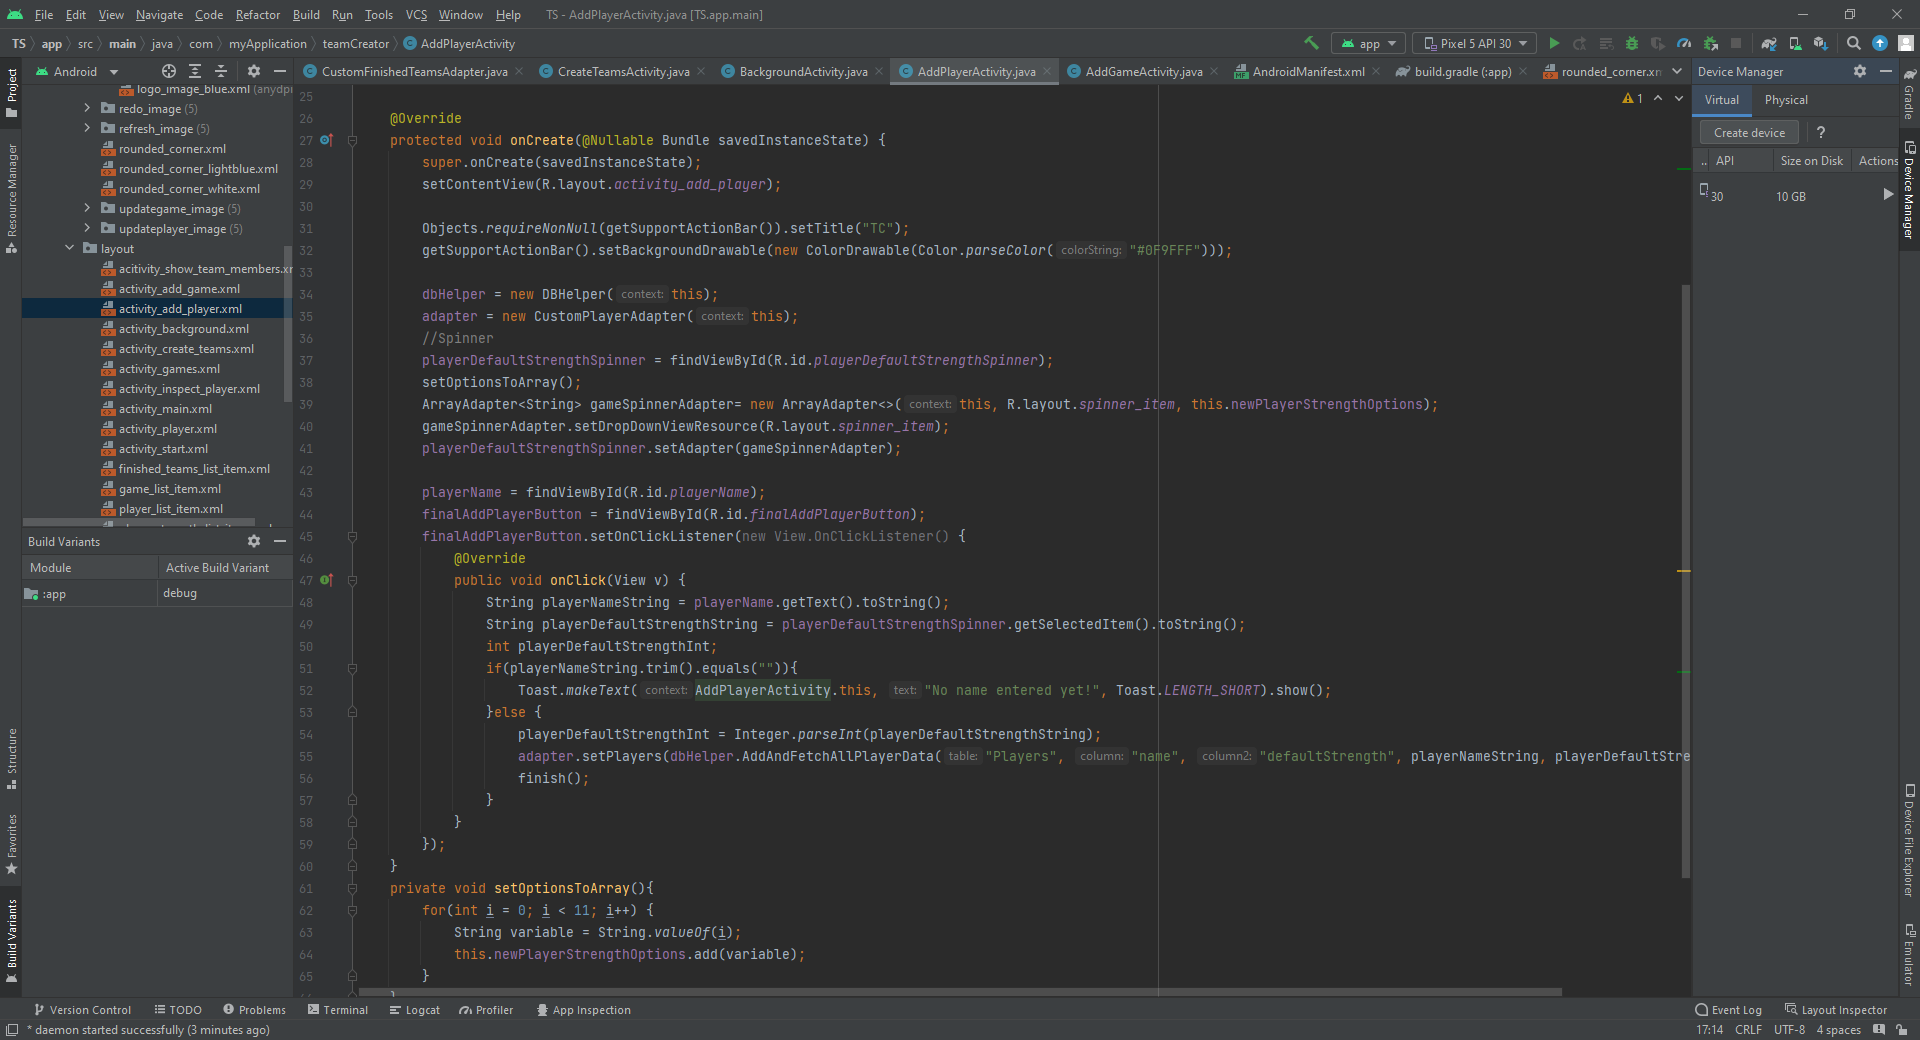 File Edit View Navigate Code Refactor Build Run Tools VCS Window Help TS - AddPlayerActivity.java [TS.app.main]
TS app src main java com myApplication teamCreator AddPlayerActivity app Pixel 5 API 30
Project
Resource Manager
Structure
Favorites
Build Variants
Android
logo_image_blue.xml (anydp
redo_image (5)
refresh_image (5)
rounded_corner.xml
rounded_corner_lightblue.xml
rounded_corner_white.xml
updategame_image (5)
updateplayer_image (5)
layout
acitivity_show_team_members.x
activity_add_game.xml
activity_add_player.xml
activity_background.xml
activity_create_teams.xml
activity_games.xml
activity_inspect_player.xml
activity_main.xml
activity_player.xml
activity_start.xml
finished_teams_list_item.xml
game_list_item.xml
player_list_item.xml
Build Variants
Module Active Build Variant
:app debug
CustomFinishedTeamsAdapter.java CreateTeamsActivity.java BackgroundActivity.java AddPlayerActivity.java AddGameActivity.java AndroidManifest.xml build.gradle (:app) rounded_corner.xm
1
25
26 @Override
27 protected void onCreate(@Nullable Bundle savedInstanceState) {
28 super.onCreate(savedInstanceState);
29 setContentView(R.layout.activity_add_player);
30
31 Objects.requireNonNull(getSupportActionBar()).setTitle("TC");
32 getSupportActionBar().setBackgroundDrawable(new ColorDrawable(Color.parseColor( colorString: "#0F9FFF")));
33
34 dbHelper = new DBHelper( context: this);
35 adapter = new CustomPlayerAdapter( context: this);
36 //Spinner
37 playerDefaultStrengthSpinner = findViewById(R.id.playerDefaultStrengthSpinner);
38 setOptionsToArray();
39 ArrayAdapter<String> gameSpinnerAdapter= new ArrayAdapter<>( context: this, R.layout.spinner_item, this.newPlayerStrengthOptions);
40 gameSpinnerAdapter.setDropDownViewResource(R.layout.spinner_item);
41 playerDefaultStrengthSpinner.setAdapter(gameSpinnerAdapter);
42
43 playerName = findViewById(R.id.playerName);
44 finalAddPlayerButton = findViewById(R.id.finalAddPlayerButton);
45 finalAddPlayerButton.setOnClickListener(new View.OnClickListener() {
46 @Override
47 public void onClick(View v) {
48 String playerNameString = playerName.getText().toString();
49 String playerDefaultStrengthString = playerDefaultStrengthSpinner.getSelectedItem().toString();
50 int playerDefaultStrengthInt;
51 if(playerNameString.trim().equals("")){
52 Toast.makeText( context: AddPlayerActivity.this, text: "No name entered yet!", Toast.LENGTH_SHORT).show();
53 }else {
54 playerDefaultStrengthInt = Integer.parseInt(playerDefaultStrengthString);
55 adapter.setPlayers(dbHelper.AddAndFetchAllPlayerData( table: "Players", column: "name", column2: "defaultStrength", playerNameString, playerDefaultStre
56 finish();
57 }
58 }
59 });
60 }
61 private void setOptionsToArray(){
62 for(int i = 0; i < 11; i++) {
63 String variable = String.valueOf(i);
64 this.newPlayerStrengthOptions.add(variable);
65 }
Device Manager
Virtual Physical
Create device ?
.. API Size on Disk Actions
30 10 GB
Gradle
Device Manager
Device File Explorer
Emulator
Version Control TODO Problems Terminal Logcat Profiler App Inspection Event Log Layout Inspector
* daemon started successfully (3 minutes ago) 17:14 CRLF UTF-8 4 spaces